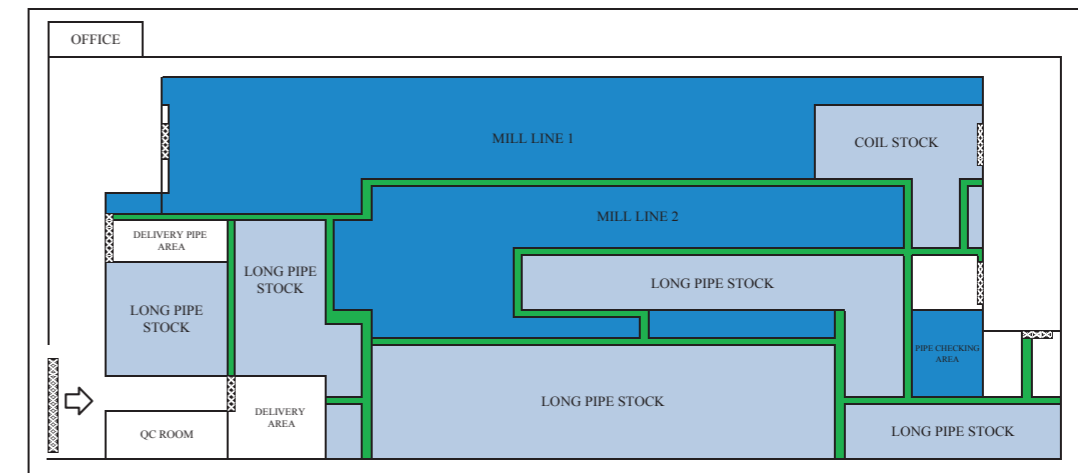 OFFICE
MILL LINE 1
COIL STOCK
MILL LINE 2
DELIVERY PIPE
AREA
LONG PIPE
STOCK
LONG PIPE STOCK
LONG PIPE
STOCK
PIPE CHECKING
AREA
LONG PIPE STOCK
DELIVERY
AREA
QC ROOM
LONG PIPE STOCK